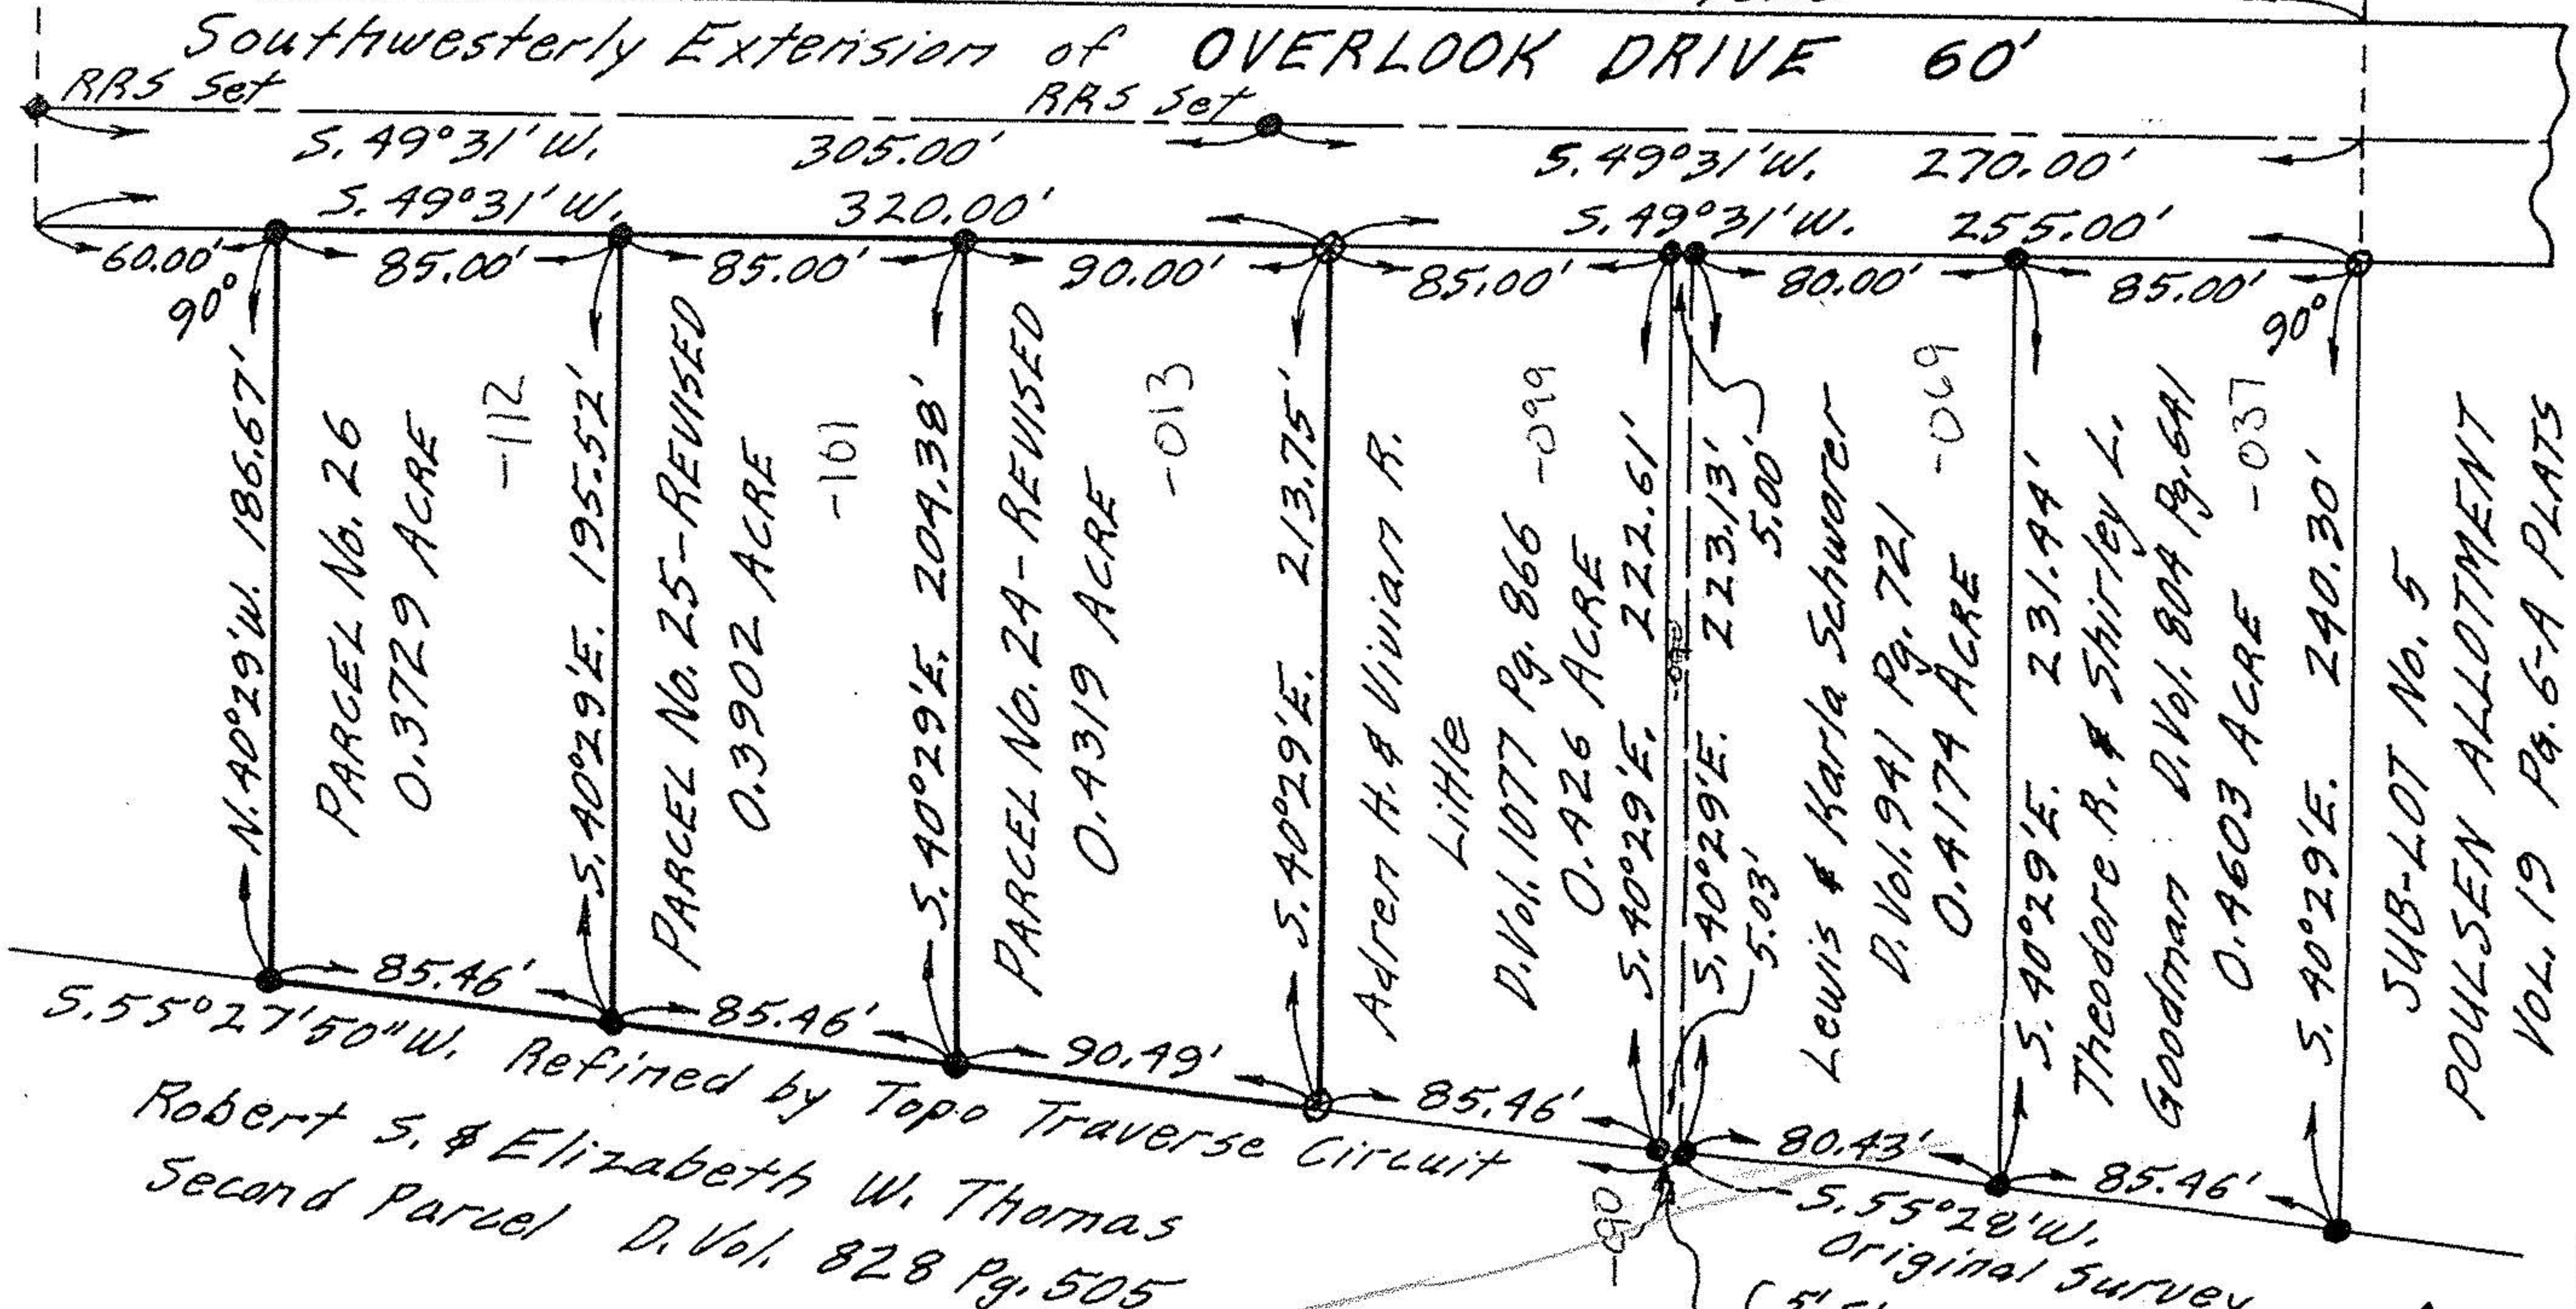 Southwesterly Extension of OVERLOOK DRIVE 60'
RRS Set
RRS Set
S. 49°31' W. 305.00'
S. 49°31' W. 270.00'
S. 49°31' W. 320.00'
S. 49°31' W. 255.00'
60.00'
85.00'
85.00'
90.00'
85.00'
80.00'
85.00'
90°
90°
N. 40°29' W. 186.67'
PARCEL No. 26
0.3729 ACRE
-112
S. 40°29' E. 195.52'
PARCEL No. 25-REVISED
0.3902 ACRE
-101
S. 40°29' E. 204.38'
PARCEL No. 24-REVISED
0.4319 ACRE
-013
S. 40°29' E. 213.75'
Adren H. & Vivian R.
Little
D. Vol. 1077 Pg. 866
-099
0.426 ACRE
S. 40°29' E. 222.61'
S. 40°29' E. 223.13'
5.00'
5.03'
Lewis & Karla Schworer
D. Vol. 941 Pg. 721
0.4174 ACRE
-069
S. 40°29' E. 231.44'
Theodore R. & Shirley L.
Goodman D. Vol. 804 Pg. 641
0.4603 ACRE
-037
S. 40°29' E. 240.30'
SUB-LOT No. 5
POULSEN ALLOTMENT
VOL. 19 PG. 6-A PLATS
85.46'
85.46'
90.49'
85.46'
80.43'
85.46'
S. 55°27'50" W. Refined by Topo Traverse Circuit
Robert S. & Elizabeth W. Thomas
Second Parcel D. Vol. 828 Pg. 505
-090
S. 55°28' W.
Original Survey